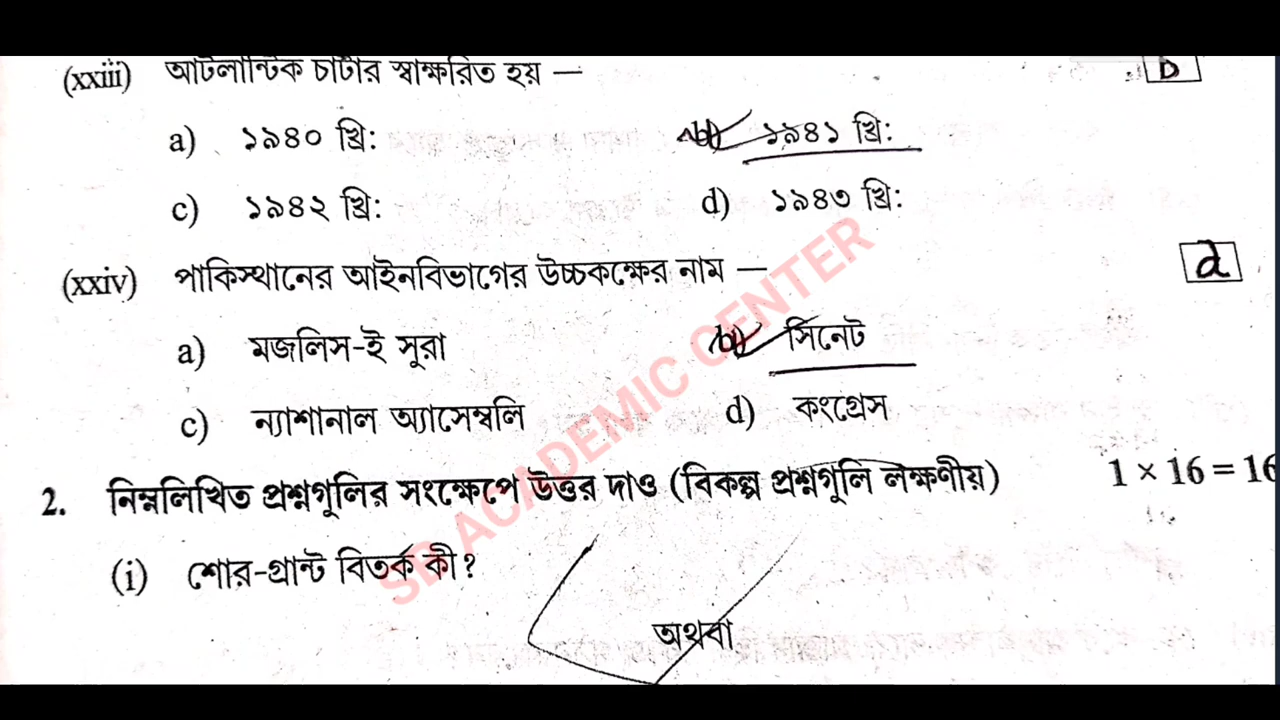 (xxiii) আটলান্টিক চার্টার স্বাক্ষরিত হয় — D
a) ১৯৪০ খ্রি: b) ১৯৪১ খ্রি:
c) ১৯৪২ খ্রি: d) ১৯৪৩ খ্রি:
(xxiv) পাকিস্থানের আইনবিভাগের উচ্চকক্ষের নাম — d
a) মজলিস-ই সুরা b) সিনেট
c) ন্যাশানাল অ্যাসেম্বলি d) কংগ্রেস
2. নিম্নলিখিত প্রশ্নগুলির সংক্ষেপে উত্তর দাও (বিকল্প প্রশ্নগুলি লক্ষণীয়) 1 × 16 = 16
(i) শোর-গ্রান্ট বিতর্ক কী?
অথবা
SD ACADEMIC CENTER